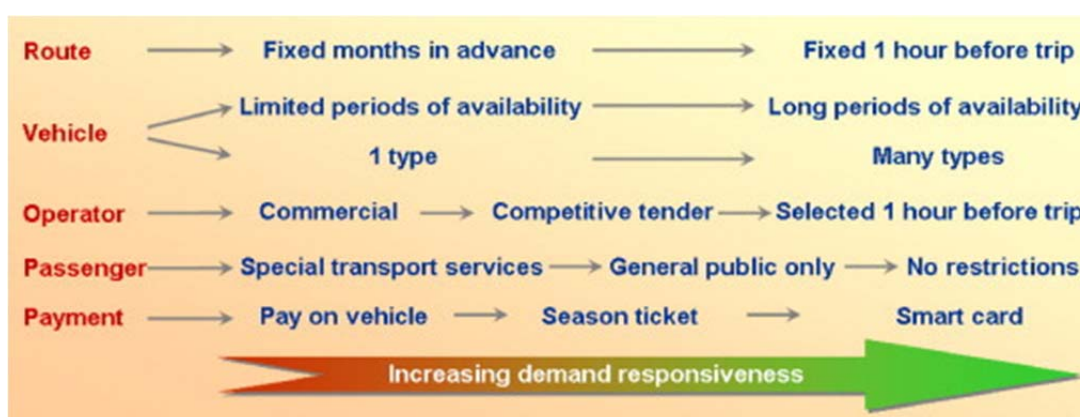 Route Fixed months in advance Fixed 1 hour before trip
Limited periods of availability Long periods of availability
Vehicle
1 type Many types
Operator Commercial Competitive tender Selected 1 hour before trip
Passenger Special transport services General public only No restrictions
Payment Pay on vehicle Season ticket Smart card
Increasing demand responsiveness